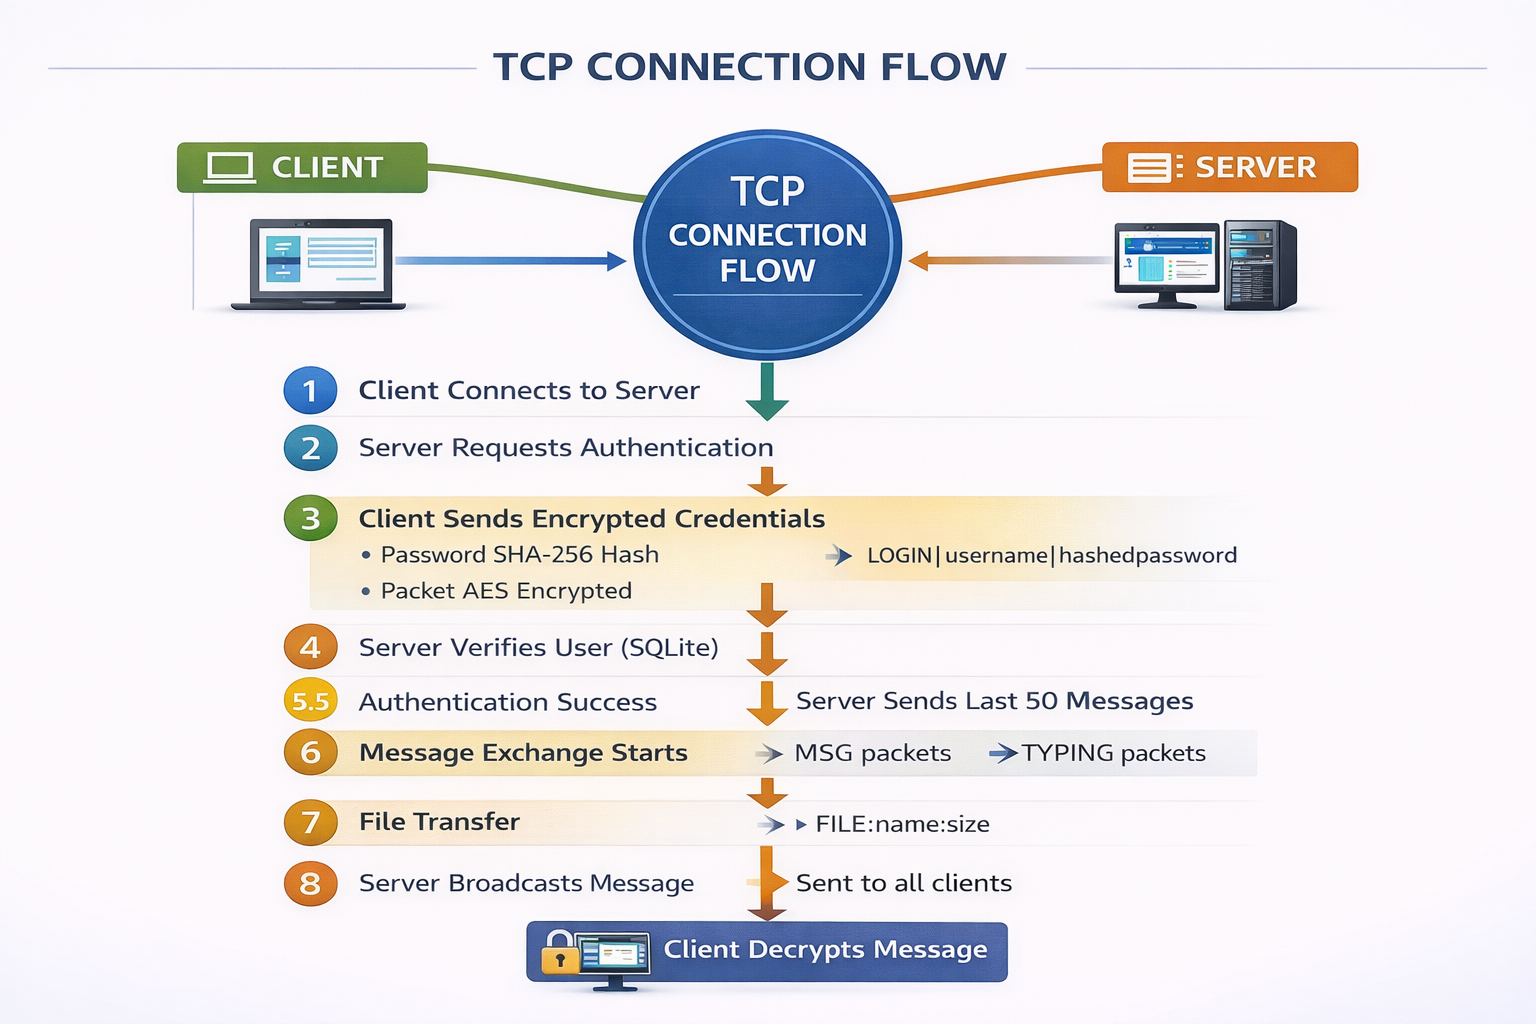 TCP CONNECTION FLOW
CLIENT
SERVER
TCP
CONNECTION
FLOW
1 Client Connects to Server
2 Server Requests Authentication
3 Client Sends Encrypted Credentials
• Password SHA-256 Hash
LOGIN|username|hashedpassword
• Packet AES Encrypted
4 Server Verifies User (SQLite)
5.5 Authentication Success
Server Sends Last 50 Messages
6 Message Exchange Starts
MSG packets
TYPING packets
7 File Transfer
FILE:name:size
8 Server Broadcasts Message
Sent to all clients
Client Decrypts Message